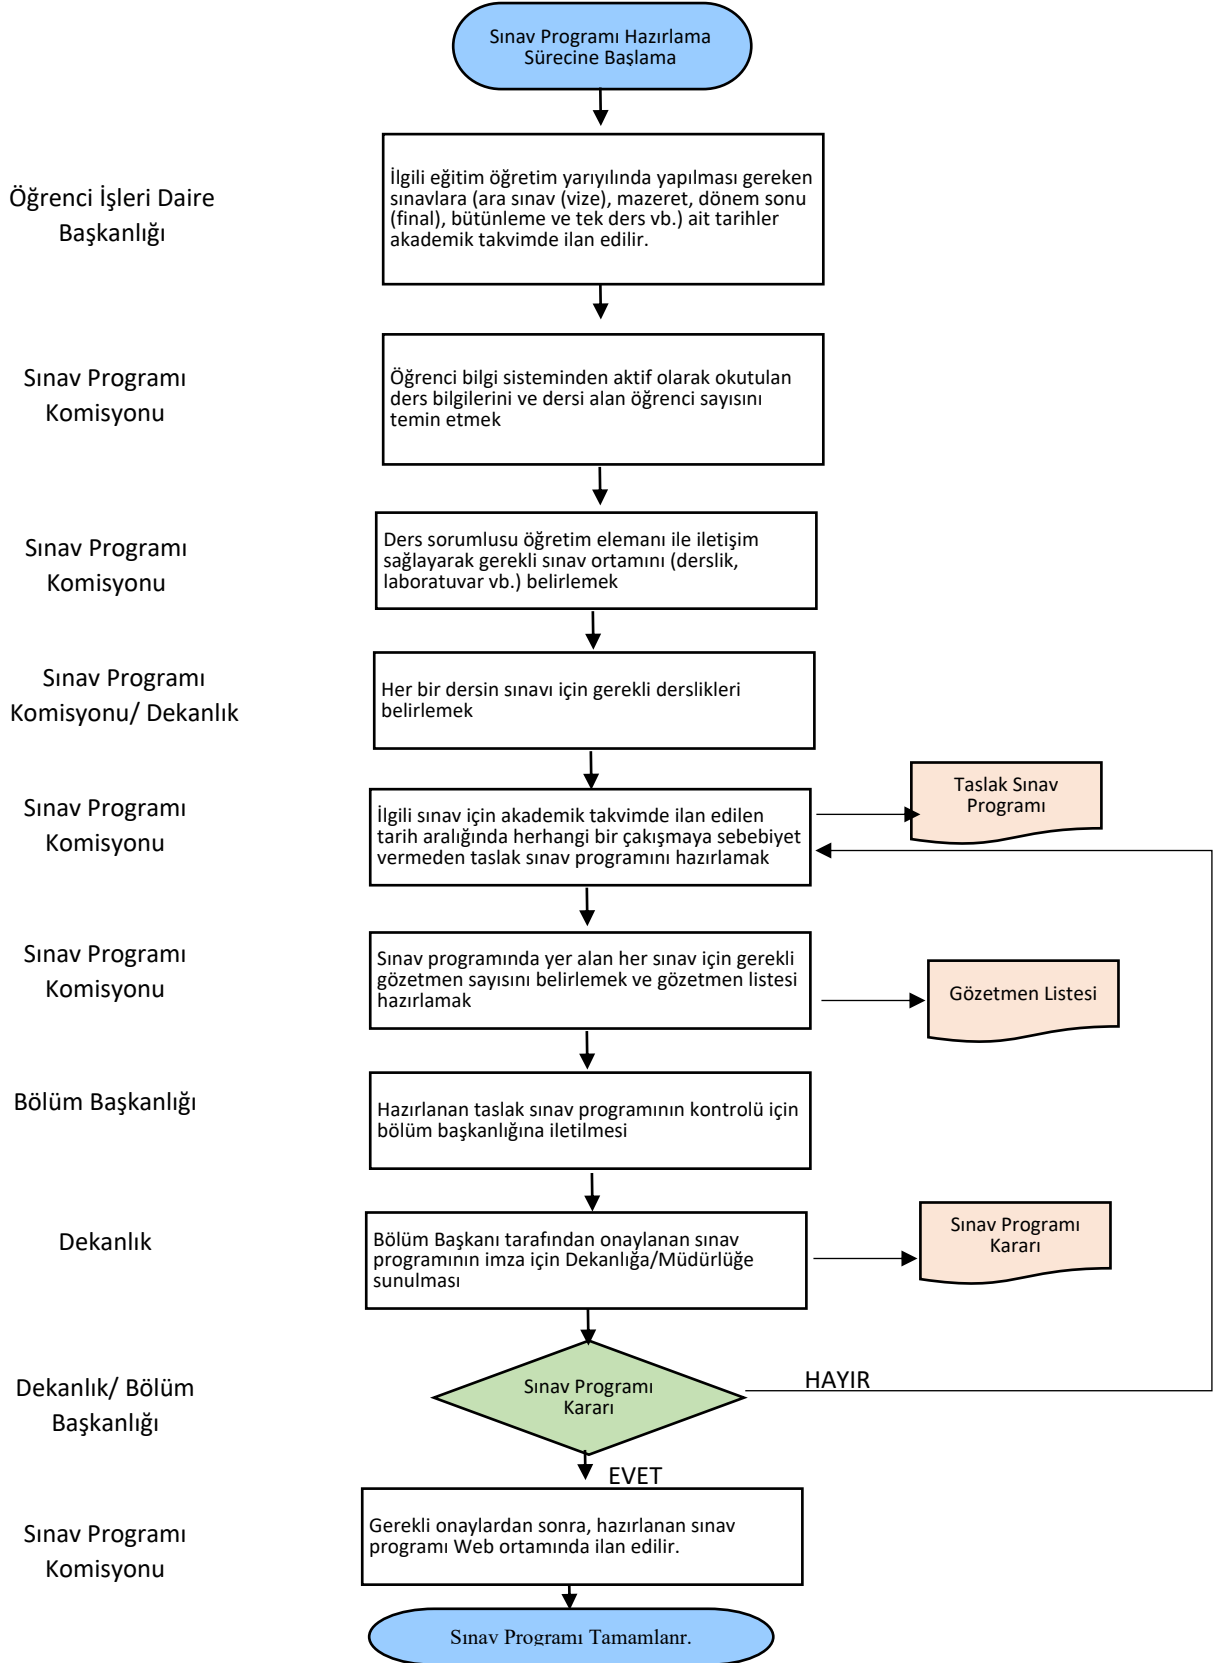 Sınav Programı Hazırlama
Sürecine Başlama
Öğrenci İşleri Daire
Başkanlığı
İlgili eğitim öğretim yarıyılında yapılması gereken
sınavlara (ara sınav (vize), mazeret, dönem sonu
(final), bütünleme ve tek ders vb.) ait tarihler
akademik takvimde ilan edilir.
Sınav Programı
Komisyonu
Öğrenci bilgi sisteminden aktif olarak okutulan
ders bilgilerini ve dersi alan öğrenci sayısını
temin etmek
Sınav Programı
Komisyonu
Ders sorumlusu öğretim elemanı ile iletişim
sağlayarak gerekli sınav ortamını (derslik,
laboratuvar vb.) belirlemek
Sınav Programı
Komisyonu/ Dekanlık
Her bir dersin sınavı için gerekli derslikleri
belirlemek
Sınav Programı
Komisyonu
İlgili sınav için akademik takvimde ilan edilen
tarih aralığında herhangi bir çakışmaya sebebiyet
vermeden taslak sınav programını hazırlamak
Taslak Sınav
Programı
Sınav Programı
Komisyonu
Sınav programında yer alan her sınav için gerekli
gözetmen sayısını belirlemek ve gözetmen listesi
hazırlamak
Gözetmen Listesi
Bölüm Başkanlığı
Hazırlanan taslak sınav programının kontrolü için
bölüm başkanlığına iletilmesi
Dekanlık
Bölüm Başkanı tarafından onaylanan sınav
programının imza için Dekanlığa/Müdürlüğe
sunulması
Sınav Programı
Kararı
Dekanlık/ Bölüm
Başkanlığı
Sınav Programı
Kararı
HAYIR
EVET
Sınav Programı
Komisyonu
Gerekli onaylardan sonra, hazırlanan sınav
programı Web ortamında ilan edilir.
Sınav Programı Tamamlanr.